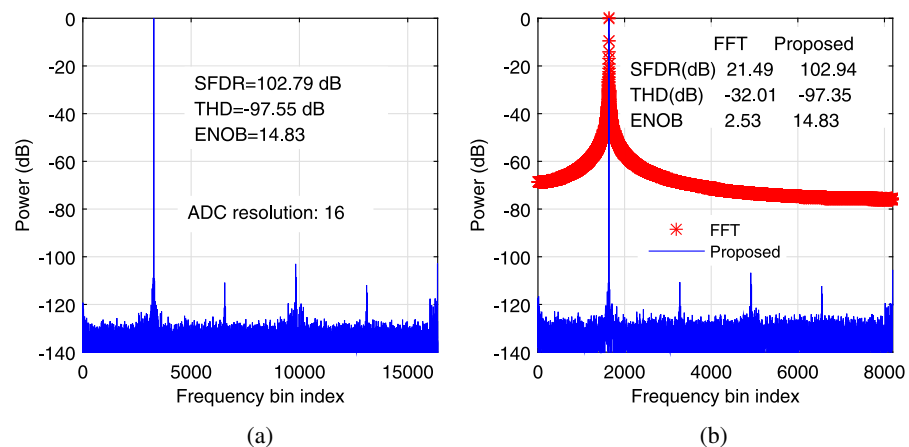 0
-20
-40
-60
-80
-100
-120
-140
Power (dB)
SFDR=102.79 dB
THD=-97.55 dB
ENOB=14.83
ADC resolution: 16
0 5000 10000 15000
Frequency bin index
(a)
0
-20
-40
-60
-80
-100
-120
-140
Power (dB)
FFT Proposed
SFDR(dB) 21.49 102.94
THD(dB) -32.01 -97.35
ENOB 2.53 14.83
FFT
Proposed
0 2000 4000 6000 8000
Frequency bin index
(b)